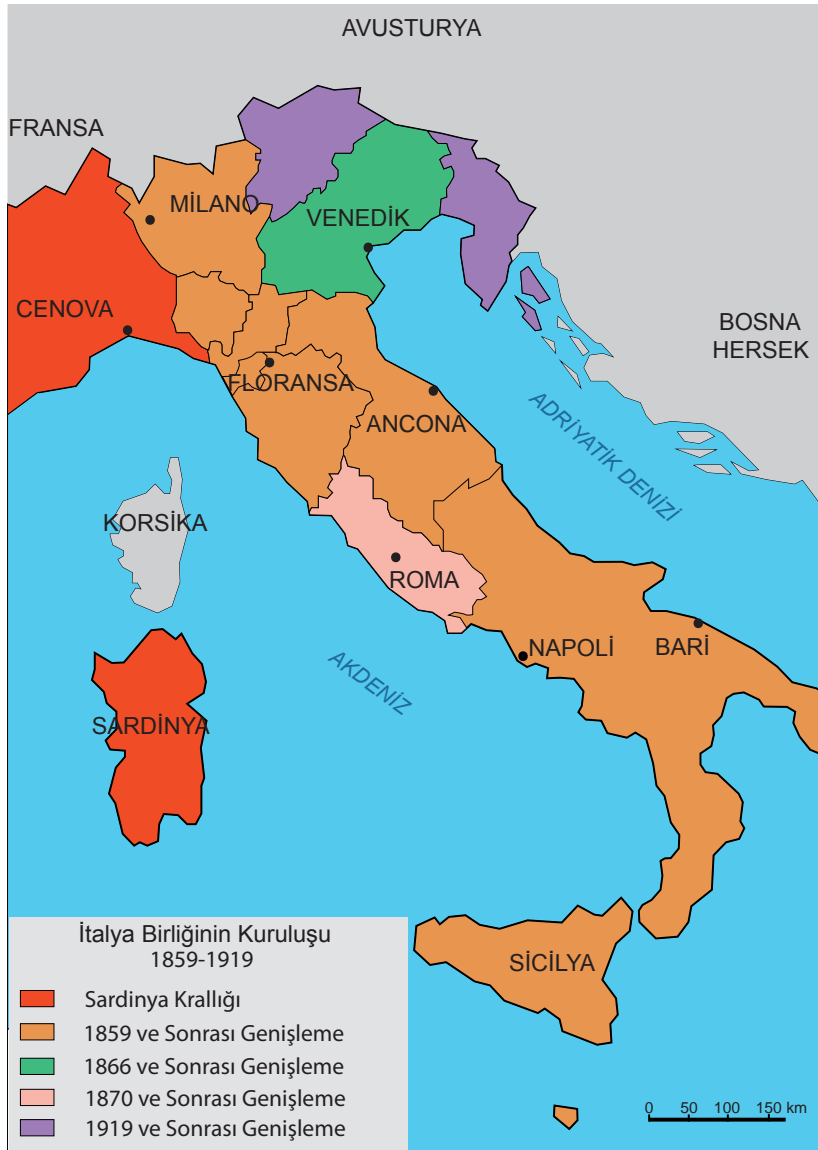 AVUSTURYA
FRANSA
MİLANO
VENEDİK
CENOVA
BOSNA
HERSEK
FLORANSA
ANCONA
ADRİYATİK DENİZİ
KORSİKA
ROMA
NAPOLİ
BARİ
AKDENİZ
SARDİNYA
SİCİLYA
İtalya Birliğinin Kuruluşu
1859-1919
Sardinya Krallığı
1859 ve Sonrası Genişleme
1866 ve Sonrası Genişleme
1870 ve Sonrası Genişleme
1919 ve Sonrası Genişleme
0 50 100 150 km